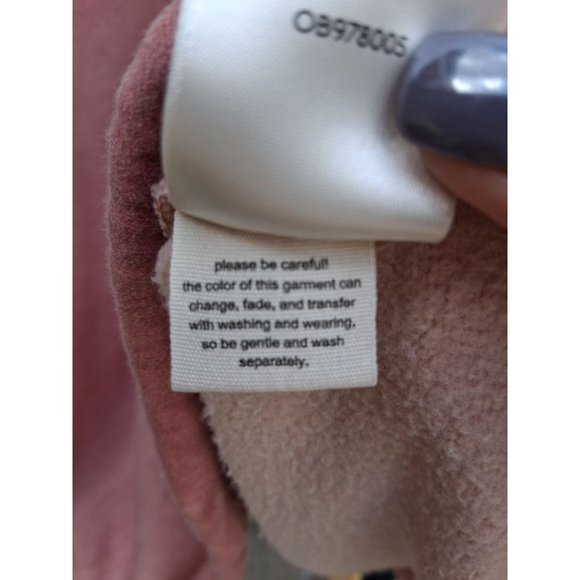 OB978005
please be careful!
the color of this garment can
change, fade, and transfer
with washing and wearing,
so be gentle and wash
separately.